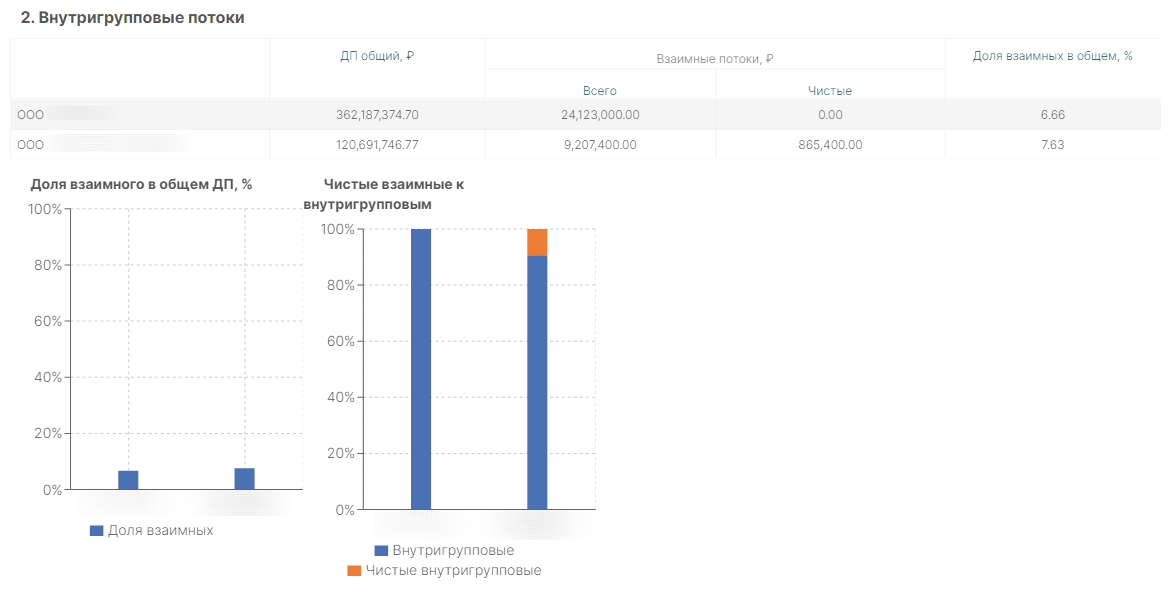 2. Внутригрупповые потоки
ДП общий, ₽
Взаимные потоки, ₽
Доля взаимных в общем, %
Всего
Чистые
ООО
362,187,374.70
24,123,000.00
0.00
6.66
ООО
120,691,746.77
9,207,400.00
865,400.00
7.63
Доля взаимного в общем ДП, %
100%
80%
60%
40%
20%
0%
Доля взаимных
Чистые взаимные к
внутригрупповым
100%
80%
60%
40%
20%
0%
Внутригрупповые
Чистые внутригрупповые